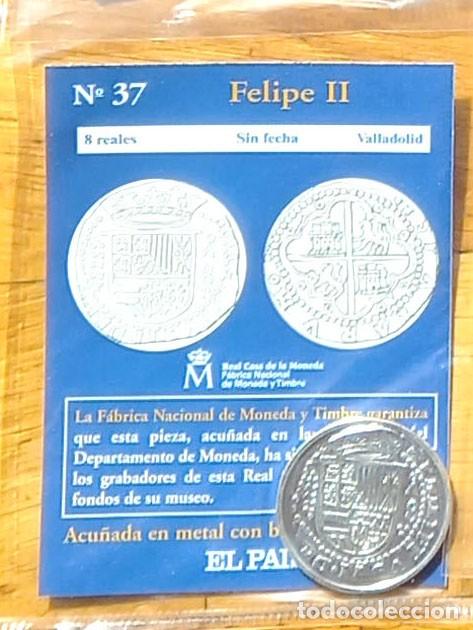 Nº 37 Felipe II
8 reales Sin fecha Valladolid
Real Casa de la Moneda
Fábrica Nacional
de Moneda y Timbre
La Fábrica Nacional de Moneda y Timbre garantiza
que esta pieza, acuñada en
Departamento de Moneda, ha
los grabadores de esta Real
fondos de su museo.
Acuñada en metal con
EL PAIS
todocoleccion